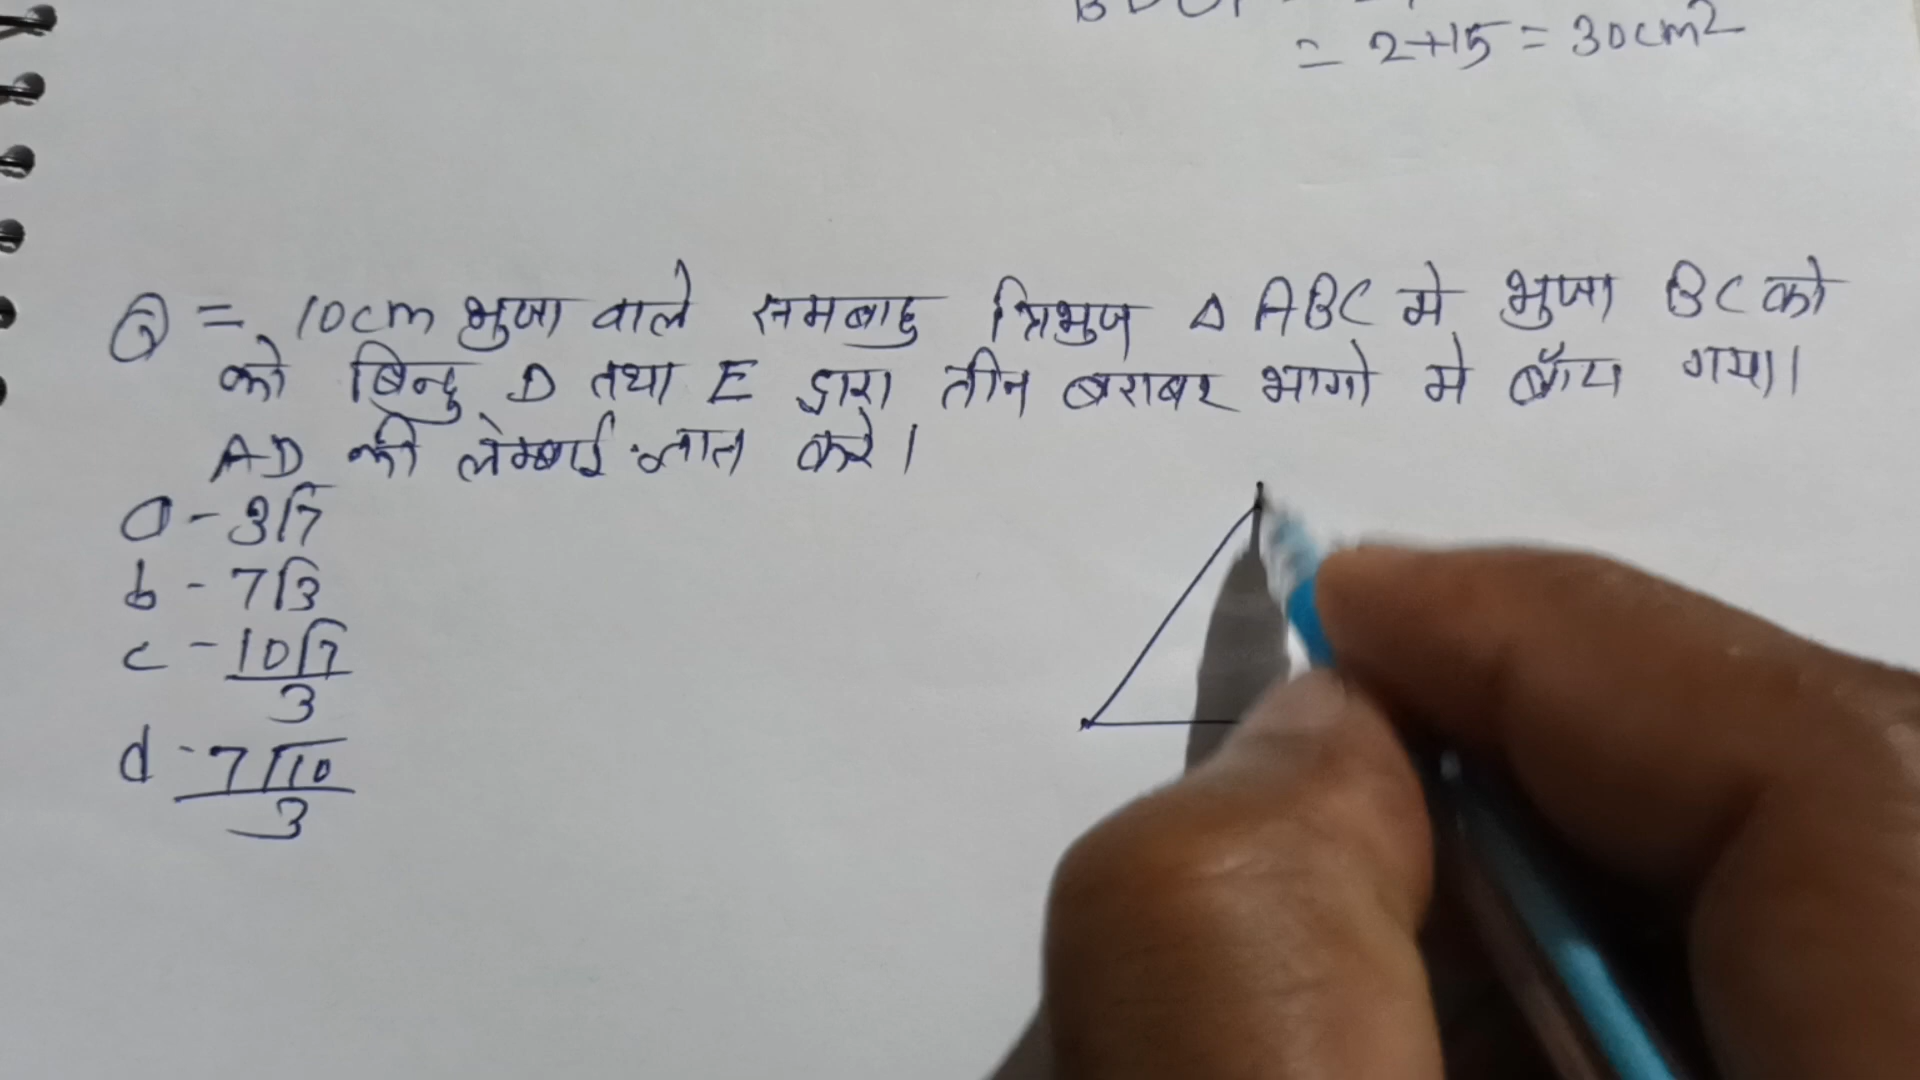 = 2+15 = 30cm²
Q = 10cm भुजा वाले समबाहु त्रिभुज Δ ABC मे भुजा BC को
को बिन्दु D तथा E द्वारा तीन बराबर भागो मे बाँटा गया।
AD की लम्बाई ज्ञात करे।
a - 3√7
b - 7√3
c - 10√7
3
d - 7√10
3